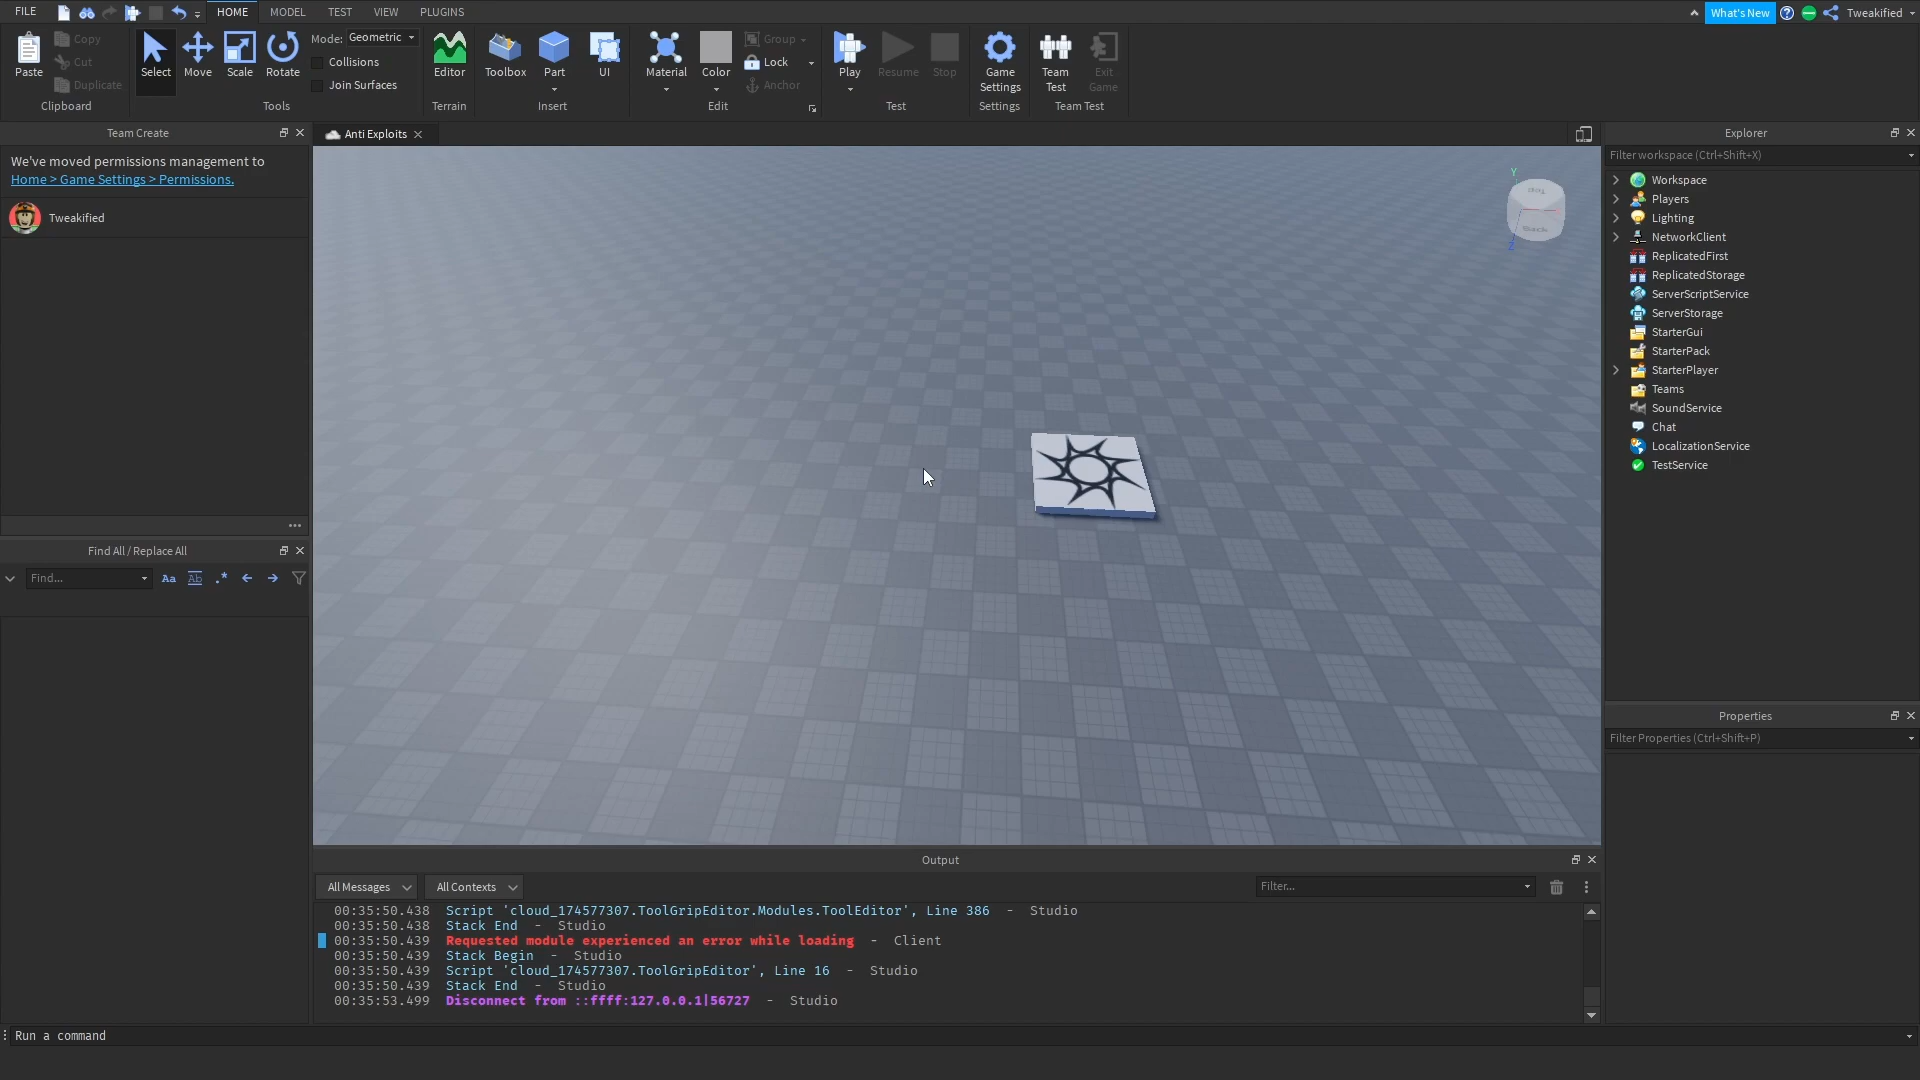 FILE HOME MODEL TEST VIEW PLUGINS What's New Tweakified
Paste Copy Cut Duplicate Clipboard
Select Move Scale Rotate Mode: Geometric Collisions Join Surfaces Tools
Editor Terrain
Toolbox Part UI Insert
Material Color Group Lock Anchor Edit
Play Resume Stop Test
Game Settings Settings
Team Test Exit Game Team Test
Team Create
We've moved permissions management to
Home > Game Settings > Permissions.
Tweakified
Find All / Replace All
Find... Aa Ab .*
Anti Exploits
Y
Back
Z
Output
All Messages All Contexts Filter...
00:35:50.438 Script 'cloud_174577307.ToolGripEditor.Modules.ToolEditor', Line 386 - Studio
00:35:50.438 Stack End - Studio
00:35:50.439 Requested module experienced an error while loading - Client
00:35:50.439 Stack Begin - Studio
00:35:50.439 Script 'cloud_174577307.ToolGripEditor', Line 16 - Studio
00:35:50.439 Stack End - Studio
00:35:53.499 Disconnect from ::ffff:127.0.0.1|56727 - Studio
Explorer
Filter workspace (Ctrl+Shift+X)
Workspace
Players
Lighting
NetworkClient
ReplicatedFirst
ReplicatedStorage
ServerScriptService
ServerStorage
StarterGui
StarterPack
StarterPlayer
Teams
SoundService
Chat
LocalizationService
TestService
Properties
Filter Properties (Ctrl+Shift+P)
Run a command